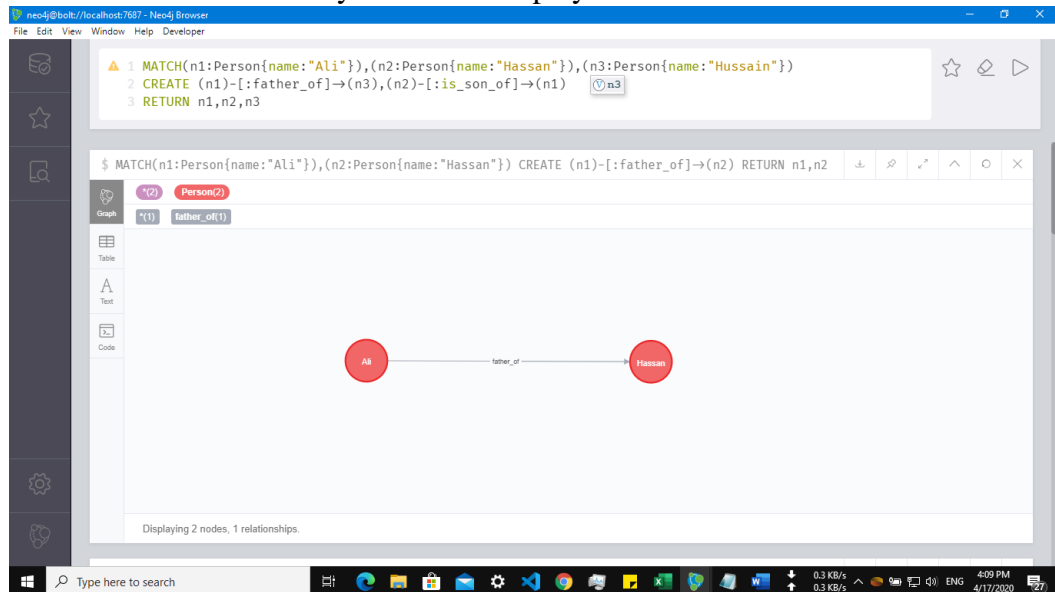 neo4j@bolt://localhost:7687 - Neo4j Browser
File Edit View Window Help Developer
1 MATCH(n1:Person{name:"Ali"}),(n2:Person{name:"Hassan"}),(n3:Person{name:"Hussain"})
2 CREATE (n1)-[:father_of]→(n3),(n2)-[:is_son_of]→(n1)
(V) n3
3 RETURN n1,n2,n3
$ MATCH(n1:Person{name:"Ali"}),(n2:Person{name:"Hassan"}) CREATE (n1)-[:father_of]→(n2) RETURN n1,n2
*(2) Person(2)
Graph
*(1) father_of(1)
Table
A
Text
Code
Ali
father_of
Hassan
Displaying 2 nodes, 1 relationships.
Type here to search
0.3 KB/s
0.3 KB/s
ENG
4:09 PM
4/17/2020
27